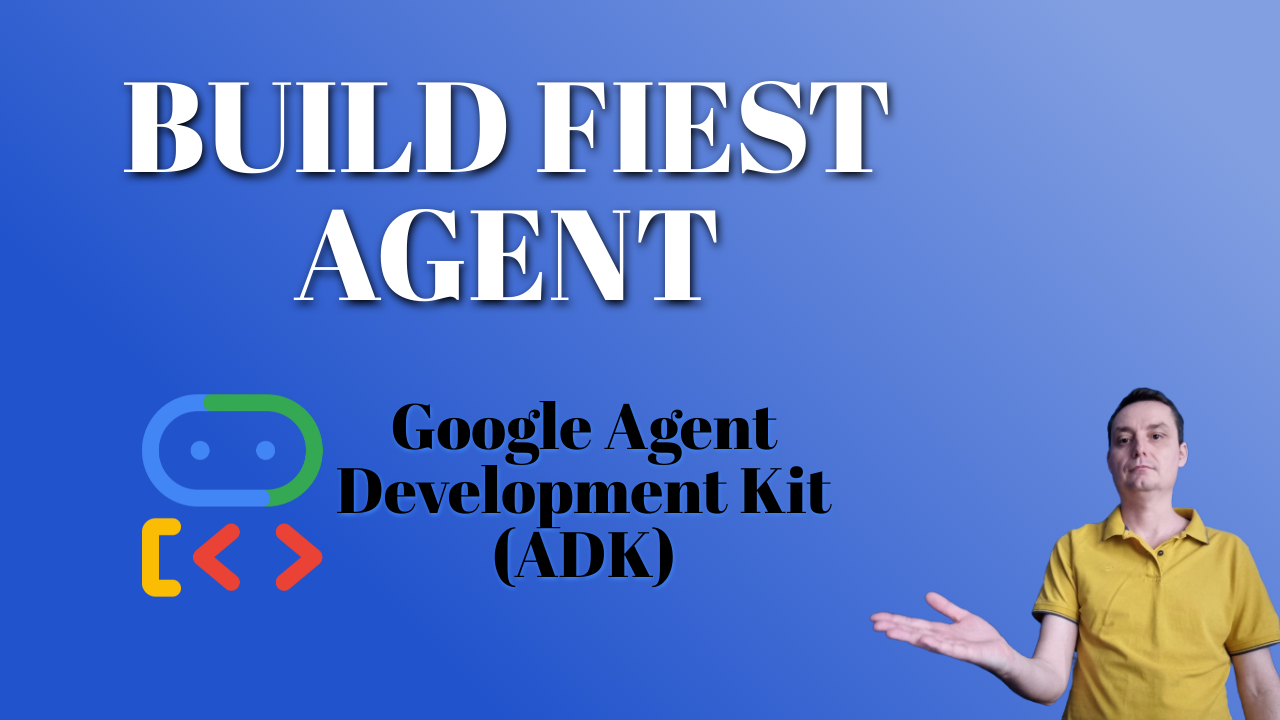 BUILD FIEST
AGENT
Google Agent
Development Kit
(ADK)